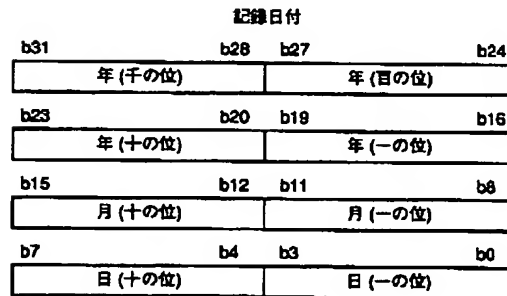 記録日付
b31 b28 b27 b24
年 (千の位) 年 (百の位)
b23 b20 b19 b16
年 (十の位) 年 (一の位)
b15 b12 b11 b8
月 (十の位) 月 (一の位)
b7 b4 b3 b0
日 (十の位) 日 (一の位)